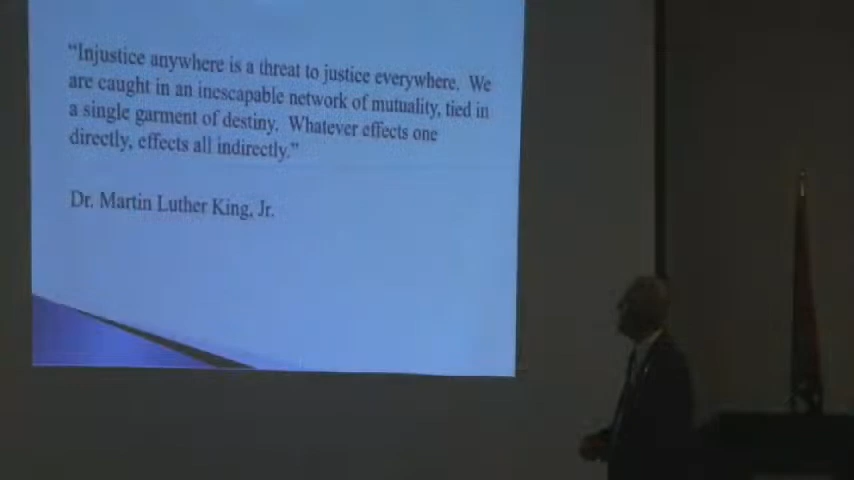 “Injustice anywhere is a threat to justice everywhere. We
are caught in an inescapable network of mutuality, tied in
a single garment of destiny. Whatever effects one
directly, effects all indirectly.”
Dr. Martin Luther King, Jr.